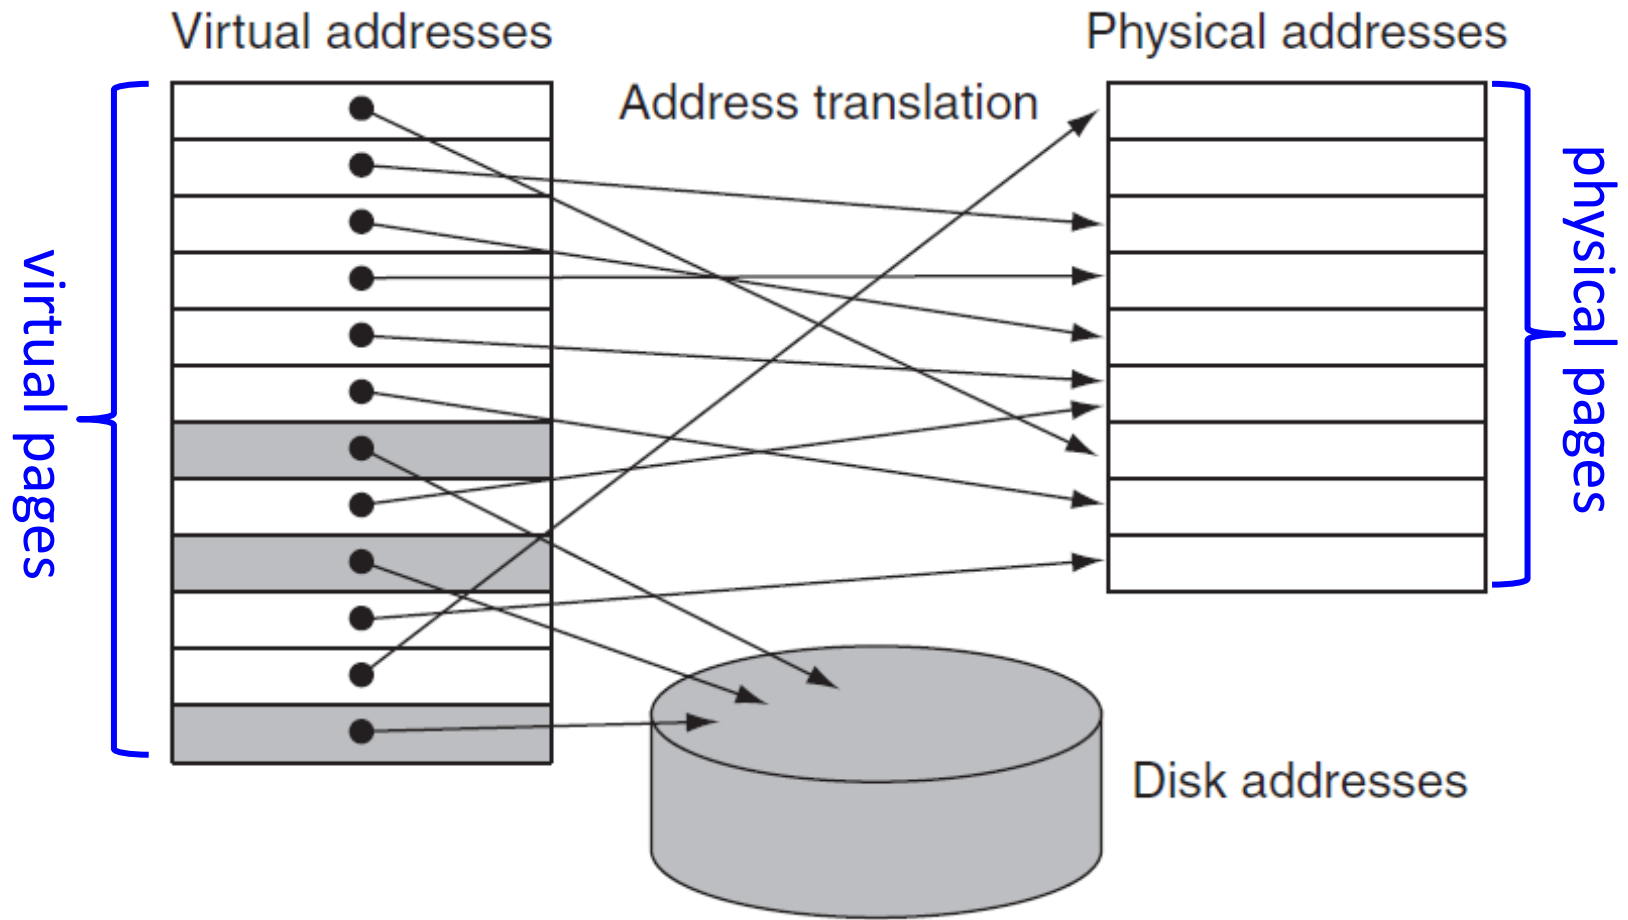 Virtual addresses
Physical addresses
Address translation
virtual pages
physical pages
Disk addresses